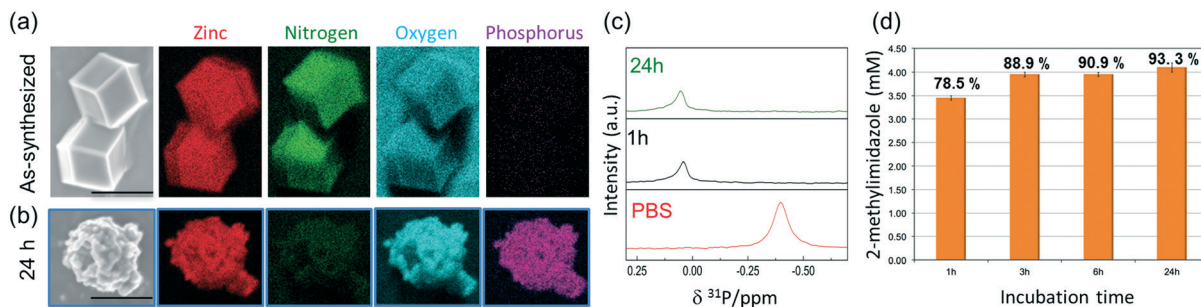 (a)
Zinc
Nitrogen
Oxygen
Phosphorus
As-synthesized
(b)
24 h
(c)
24h
1h
PBS
Intensity (a.u.)
0.30
0.00
-0.20
-0.50
δ ³¹P/ppm
(d)
4.50
4.00
3.50
3.00
2.50
2.00
1.50
1.00
0.50
0.00
2-methylimidazole (mM)
78.5 %
88.9 %
90.9 %
93. 3 %
1h
3h
6h
24h
Incubation time